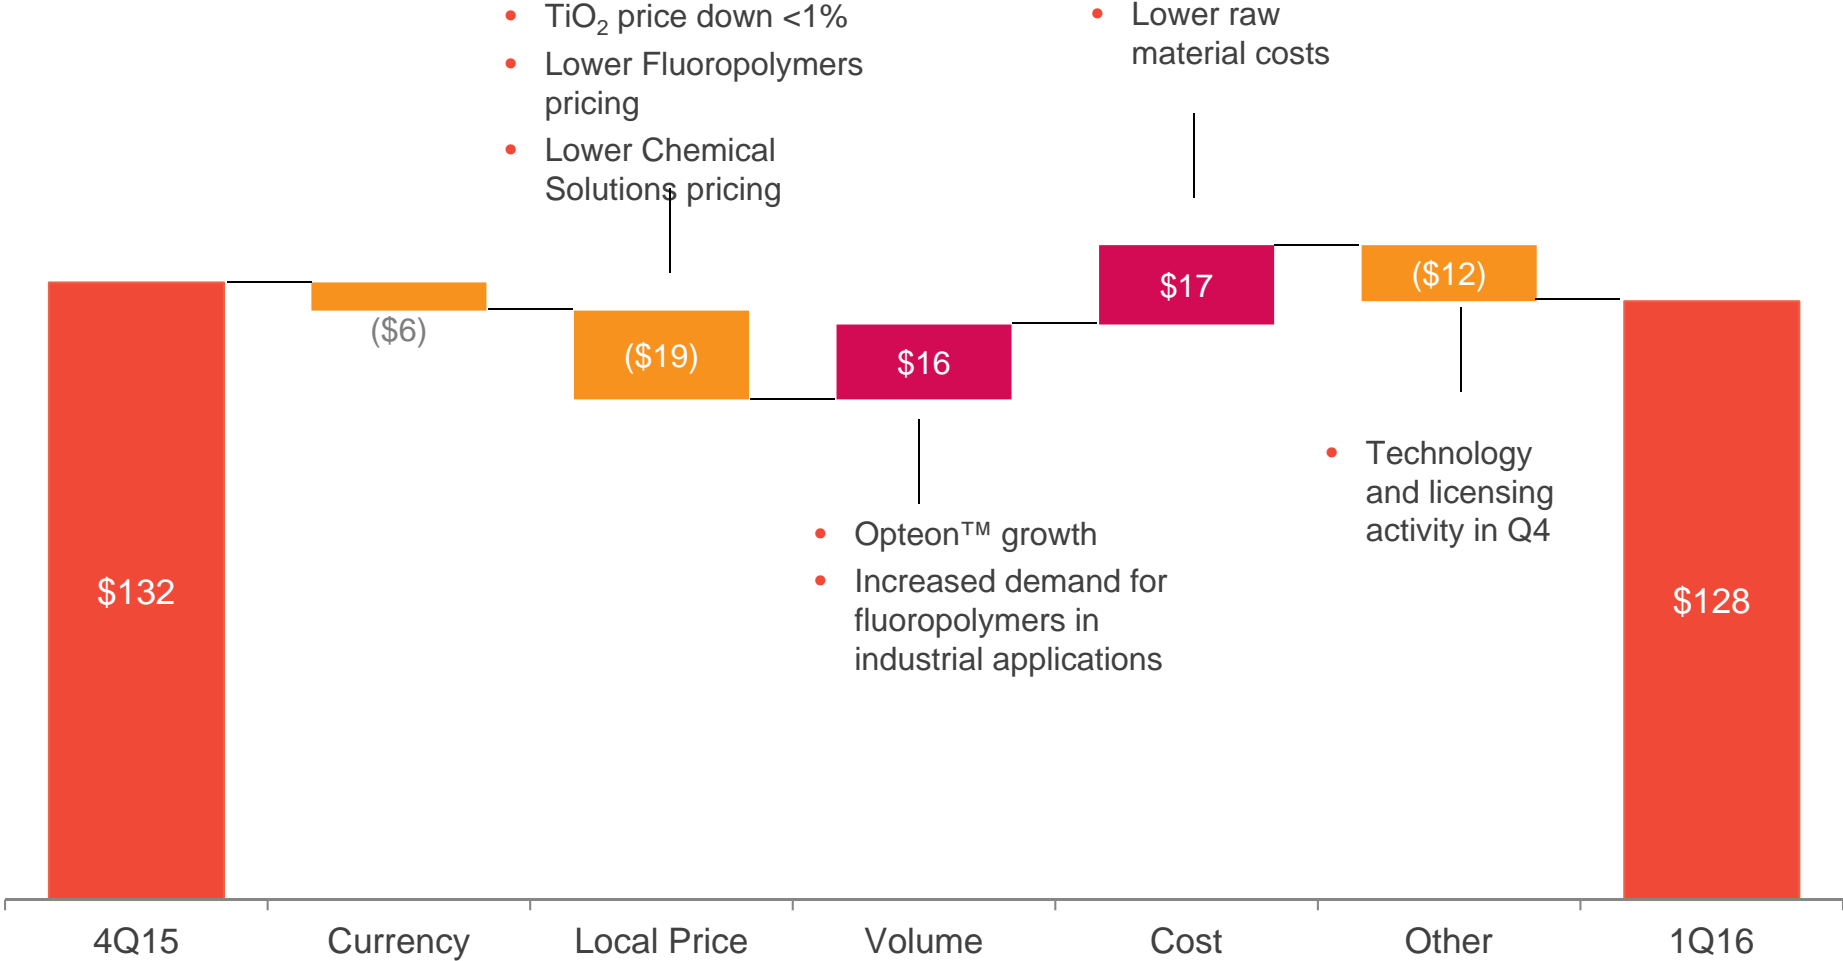 • TiO₂ price down <1%
• Lower Fluoropolymers
pricing
• Lower Chemical
Solutions pricing
• Lower raw
material costs
$132
($6)
($19)
$16
$17
($12)
$128
• Opteon™ growth
• Increased demand for
fluoropolymers in
industrial applications
• Technology
and licensing
activity in Q4
4Q15
Currency
Local Price
Volume
Cost
Other
1Q16